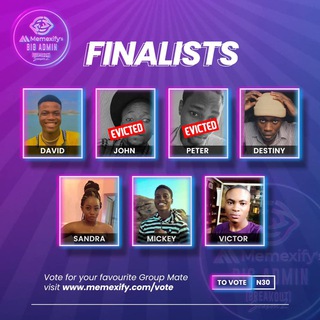 Memexify's
BIG ADMIN
FINALISTS
DAVID
EVICTED
JOHN
EVICTED
PETER
DESTINY
SANDRA
MICKEY
VICTOR
Vote for your favourite Group Mate
visit www.memexify.com/vote
TO VOTE
N30
Memexify's
BIG ADMIN
(BREAKOUT)